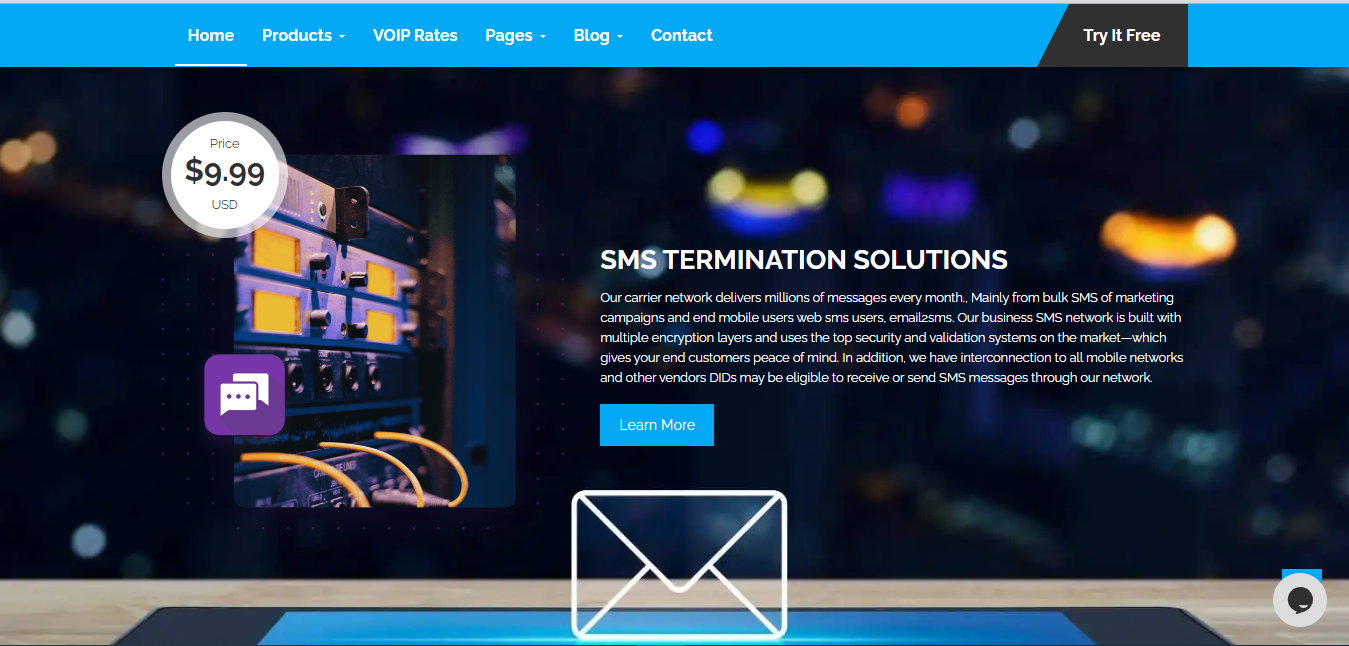 Home Products VOIP Rates Pages Blog Contact Try It Free
Price
$9.99
USD
SMS TERMINATION SOLUTIONS
Our carrier network delivers millions of messages every month., Mainly from bulk SMS of marketing
campaigns and end mobile users web sms users, email2sms. Our business SMS network is built with
multiple encryption layers and uses the top security and validation systems on the market—which
gives your end customers peace of mind. In addition, we have interconnection to all mobile networks
and other vendors DIDs may be eligible to receive or send SMS messages through our network.
Learn More